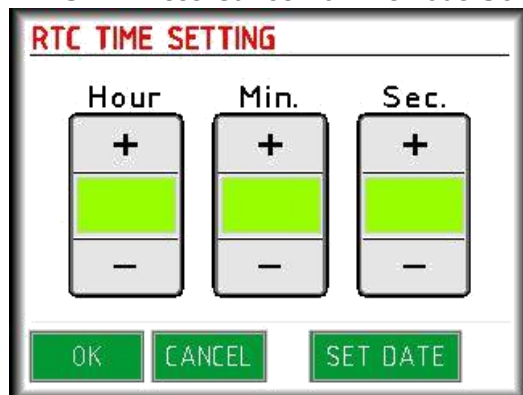 RTC TIME SETTING
Hour Min. Sec.
+ + +
− − −
OK CANCEL SET DATE